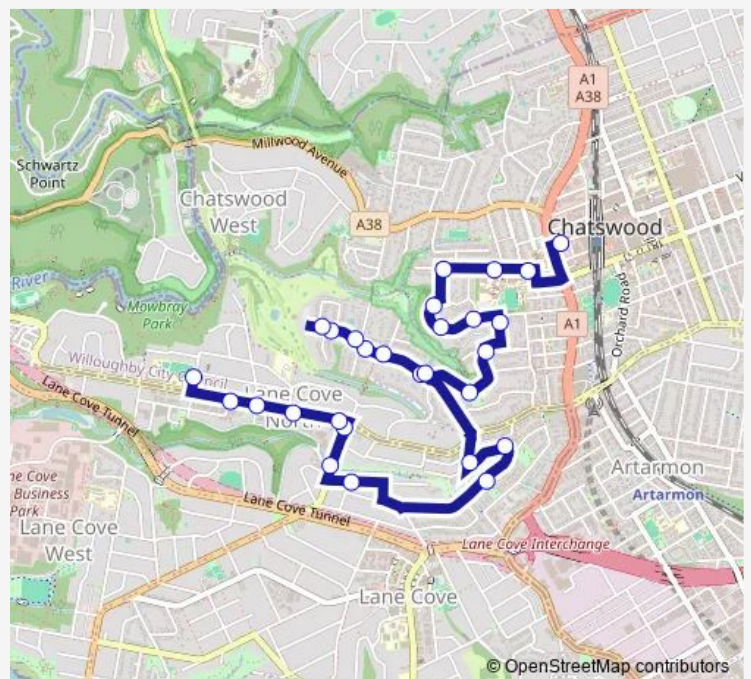 A1
A38
Schwartz
Point
Millwood Avenue
Chatswood
West
A38
Chatswood
River
Mowbray
Park
Orchard Road
A1
Willoughby City Council
Lane Cove
North
Lane Cove Tunnel
ne Cove
Business
Park
Artarmon
Artarmon
Lane Cove Tunnel
Lane Cove
West
Lane Cove Interchange
Lane Cove
© OpenStreetMap contributors